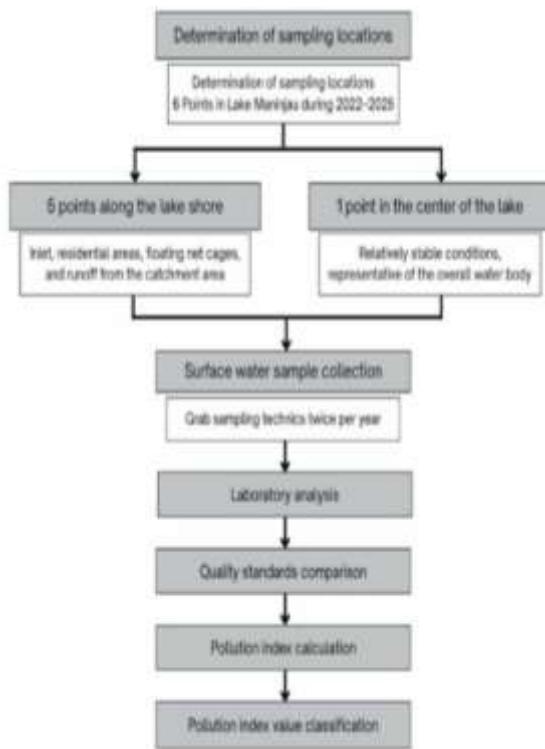 Determination of sampling locations
Determination of sampling locations
6 Points in Lake Maninjau during 2022–2025
5 points along the lake shore
Inlet, residential areas, floating net cages,
and runoff from the catchment area
1 point in the center of the lake
Relatively stable conditions,
representative of the overall water body
Surface water sample collection
Grab sampling technics twice per year
Laboratory analysis
Quality standards comparison
Pollution index calculation
Pollution index value classification